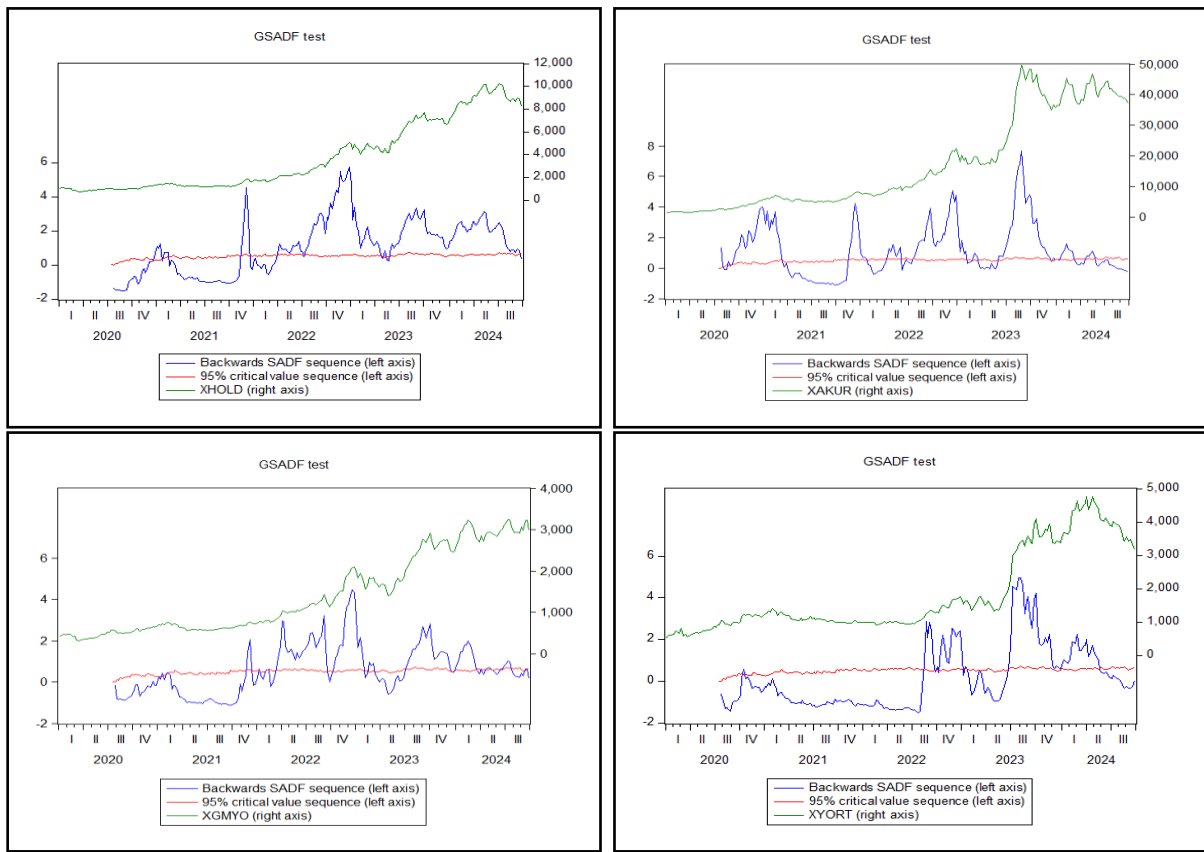 GSADF test
12,000
10,000
8,000
6,000
4,000
2,000
0
6
4
2
0
-2
I II III IV I II III IV I II III IV I II III IV I II III
2020 2021 2022 2023 2024
Backwards SADF sequence (left axis)
95% critical value sequence (left axis)
XHOLD (right axis)
GSADF test
50,000
40,000
30,000
20,000
10,000
0
8
6
4
2
0
-2
I II III IV I II III IV I II III IV I II III IV I II III
2020 2021 2022 2023 2024
Backwards SADF sequence (left axis)
95% critical value sequence (left axis)
XAKUR (right axis)
GSADF test
4,000
3,000
2,000
1,000
0
6
4
2
0
-2
I II III IV I II III IV I II III IV I II III IV I II III
2020 2021 2022 2023 2024
Backwards SADF sequence (left axis)
95% critical value sequence (left axis)
XGMYO (right axis)
GSADF test
5,000
4,000
3,000
2,000
1,000
0
6
4
2
0
-2
I II III IV I II III IV I II III IV I II III IV I II III
2020 2021 2022 2023 2024
Backwards SADF sequence (left axis)
95% critical value sequence (left axis)
XYORT (right axis)